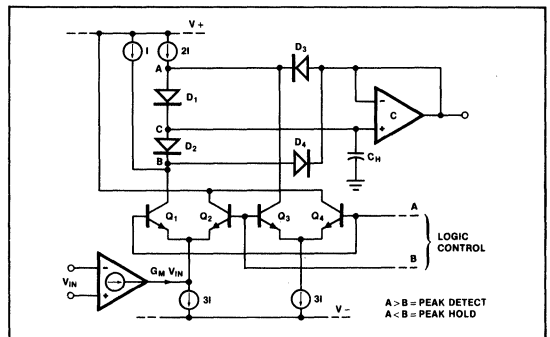 V+
I
2I
A
D3
D1
C
D2
B
D4
C
CH
Q1
Q2
Q3
Q4
A
B
LOGIC
CONTROL
VIN
GM VIN
3I
3I
V-
A>B = PEAK DETECT
A<B = PEAK HOLD
-
+
-
+